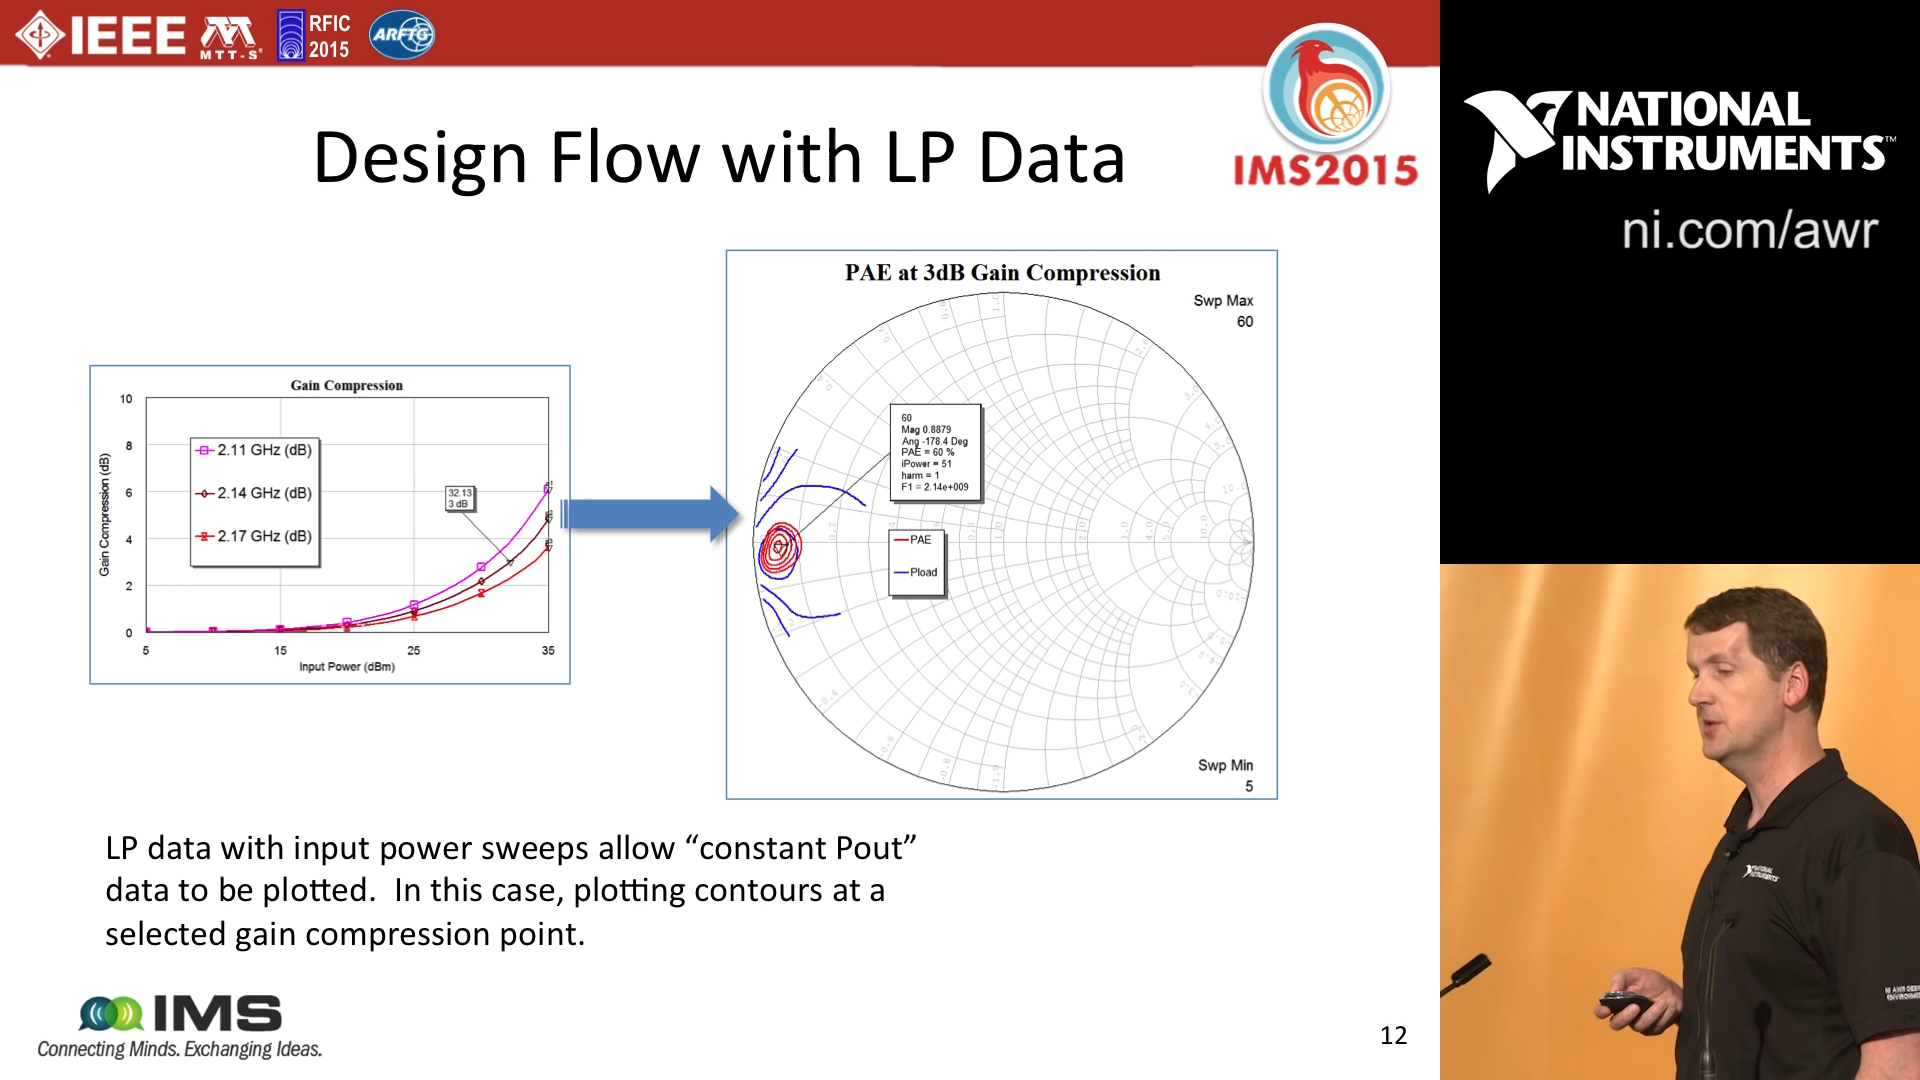 IEEE
MTT-S
RFIC
2015
ARFTG
IMS2015
NATIONAL
INSTRUMENTS™
ni.com/awr
Design Flow with LP Data
Gain Compression
10
8
6
4
2
0
Gain Compression (dB)
2.11 GHz (dB)
2.14 GHz (dB)
2.17 GHz (dB)
32.13
3 dB
5
15
25
35
Input Power (dBm)
PAE at 3dB Gain Compression
Swp Max
60
60
Mag 0.8879
Ang -178.4 Deg
PAE = 60 %
iPower = 51
harm = 1
F1 = 2.14e+009
PAE
Pload
Swp Min
5
LP data with input power sweeps allow “constant Pout”
data to be plotted.  In this case, plotting contours at a
selected gain compression point.
IMS
Connecting Minds. Exchanging Ideas.
12
NATIONAL
INSTRUMENTS